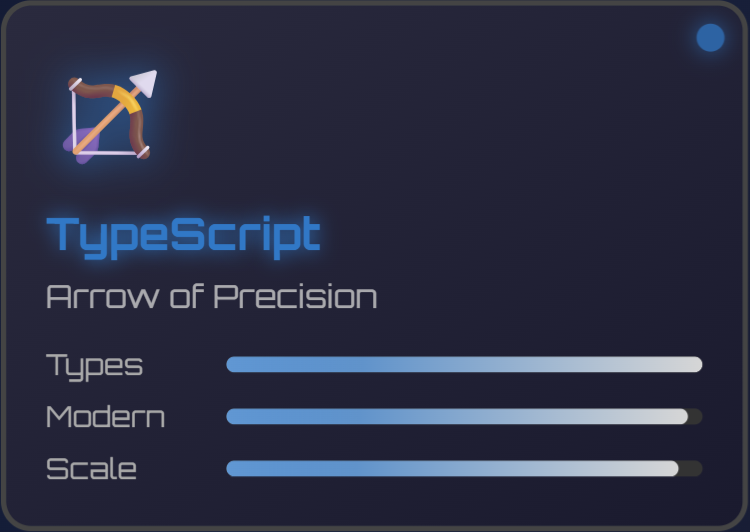 TypeScript
Arrow of Precision
Types
Modern
Scale